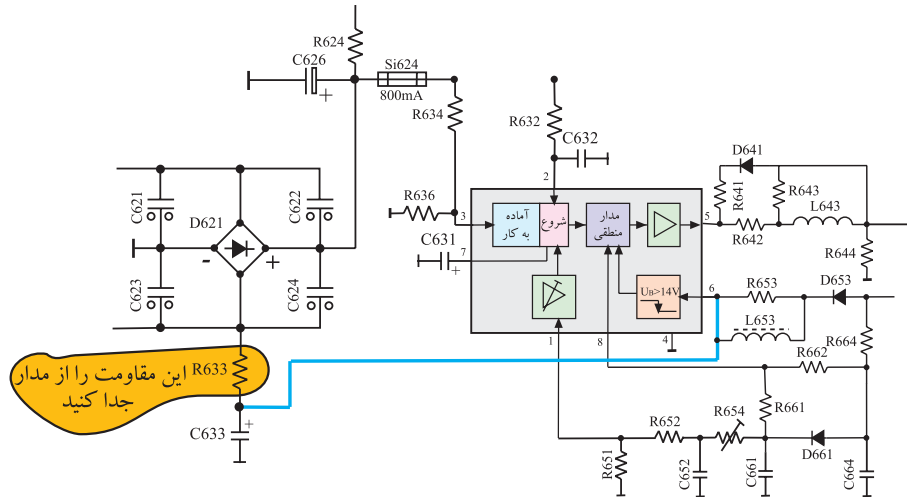 R624
C626
Si624
+
800mA
R634
R632
C632
2
D641
R641
R643
L643
C621
C622
D621
R636
3
آماده
به کار
شروع
مدار
منطقی
5
R642
R644
- +
C631
7
+
C623
C624
U_B>14V
6
R653
D653
L653
1
8
4
R662
R664
R633
این مقاومت را از مدار
جدا کنید
+
C633
R661
R652
R654
R651
C652
C661
D661
C664